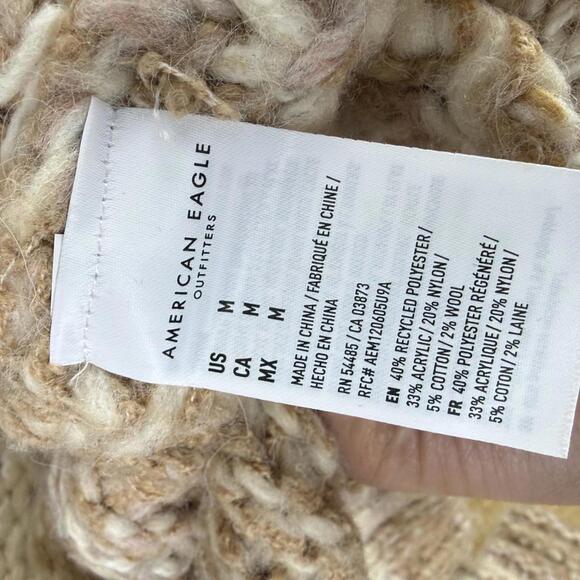 AMERICAN EAGLE
OUTFITTERS
US M
CA M
MX M
MADE IN CHINA / FABRIQUÉ EN CHINE /
HECHO EN CHINA
RN 54485 / CA 03873
RFC# AEM120605U9A
EN 40% RECYCLED POLYESTER /
33% ACRYLIC / 20% NYLON /
5% COTTON / 2% WOOL
FR 40% POLYESTER RÉGÉNÉRÉ /
33% ACRYLIQUE / 20% NYLON /
5% COTON / 2% LAINE